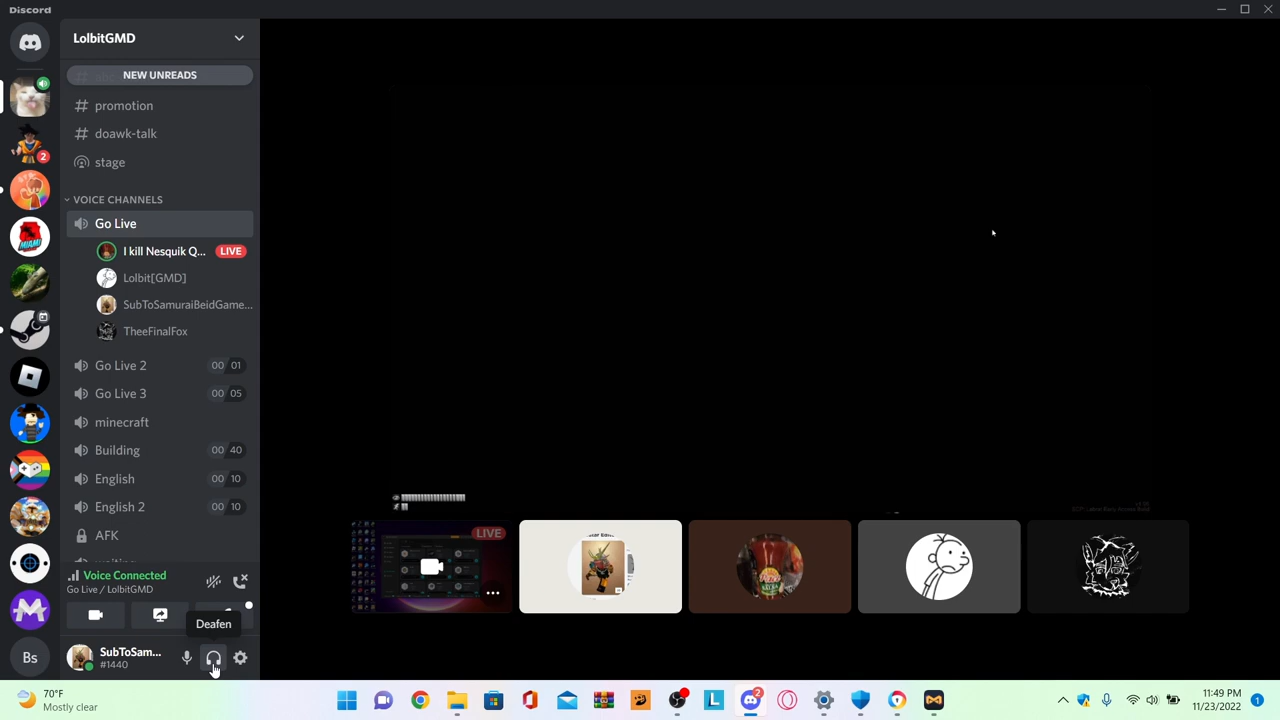 Discord
LolbitGMD
NEW UNREADS
promotion
doawk-talk
stage
VOICE CHANNELS
Go Live
I kill Nesquik Q... LIVE
Lolbit[GMD]
SubToSamuraiBeidGame...
TheeFinalFox
Go Live 2 00 01
Go Live 3 00 05
minecraft
Building 00 40
English 00 10
English 2 00 10
AFK
Voice Connected
Go Live / LolbitGMD
Deafen
SubToSam...
#1440
Bs
2
LIVE
70°F
Mostly clear
2
11:49 PM
11/23/2022
1